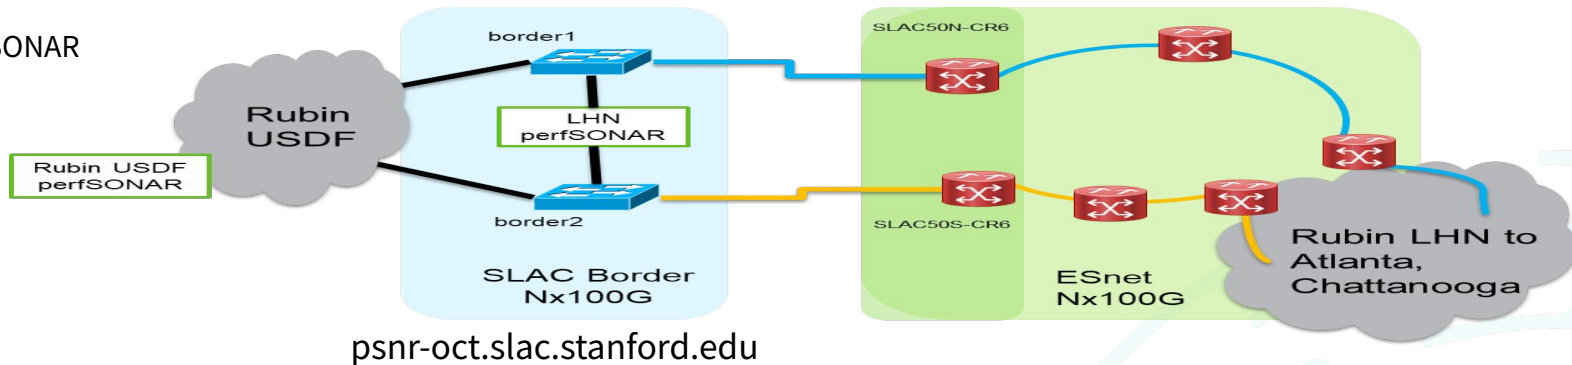 SONAR
SLAC50N-CR6
border1
Rubin
USDF
LHN
perfSONAR
Rubin USDF
perfSONAR
border2
SLAC50S-CR6
Rubin LHN to
Atlanta,
Chattanooga
SLAC Border
Nx100G
ESnet
Nx100G
psnr-oct.slac.stanford.edu